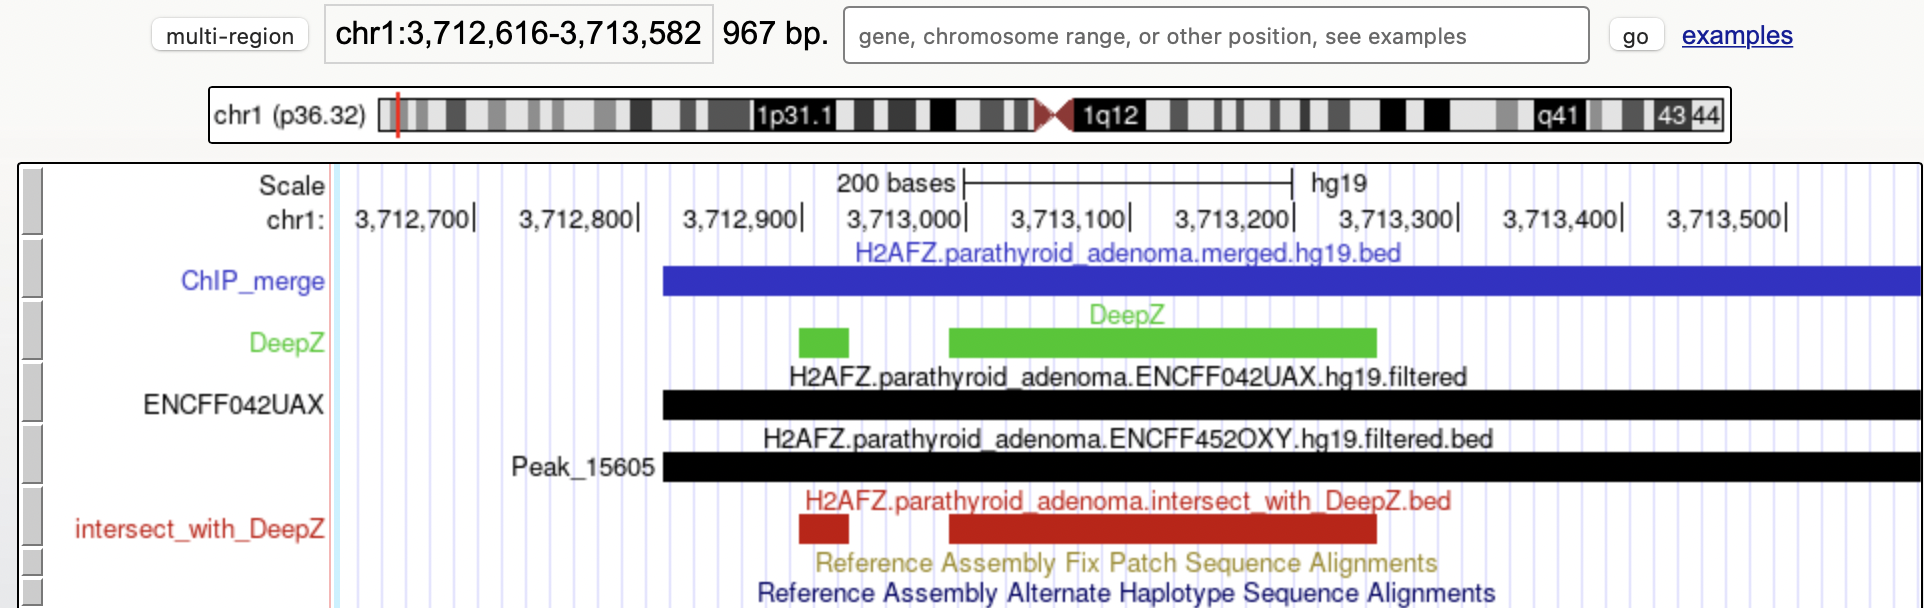 multi-region chr1:3,712,616-3,713,582 967 bp. gene, chromosome range, or other position, see examples go examples
chr1 (p36.32) 1p31.1 1q12 q41 43 44
Scale 200 bases hg19
chr1: 3,712,700 3,712,800 3,712,900 3,713,000 3,713,100 3,713,200 3,713,300 3,713,400 3,713,500
H2AFZ.parathyroid_adenoma.merged.hg19.bed
ChIP_merge
DeepZ
DeepZ
H2AFZ.parathyroid_adenoma.ENCFF042UAX.hg19.filtered
ENCFF042UAX
H2AFZ.parathyroid_adenoma.ENCFF452OXY.hg19.filtered.bed
Peak_15605
H2AFZ.parathyroid_adenoma.intersect_with_DeepZ.bed
intersect_with_DeepZ
Reference Assembly Fix Patch Sequence Alignments
Reference Assembly Alternate Haplotype Sequence Alignments